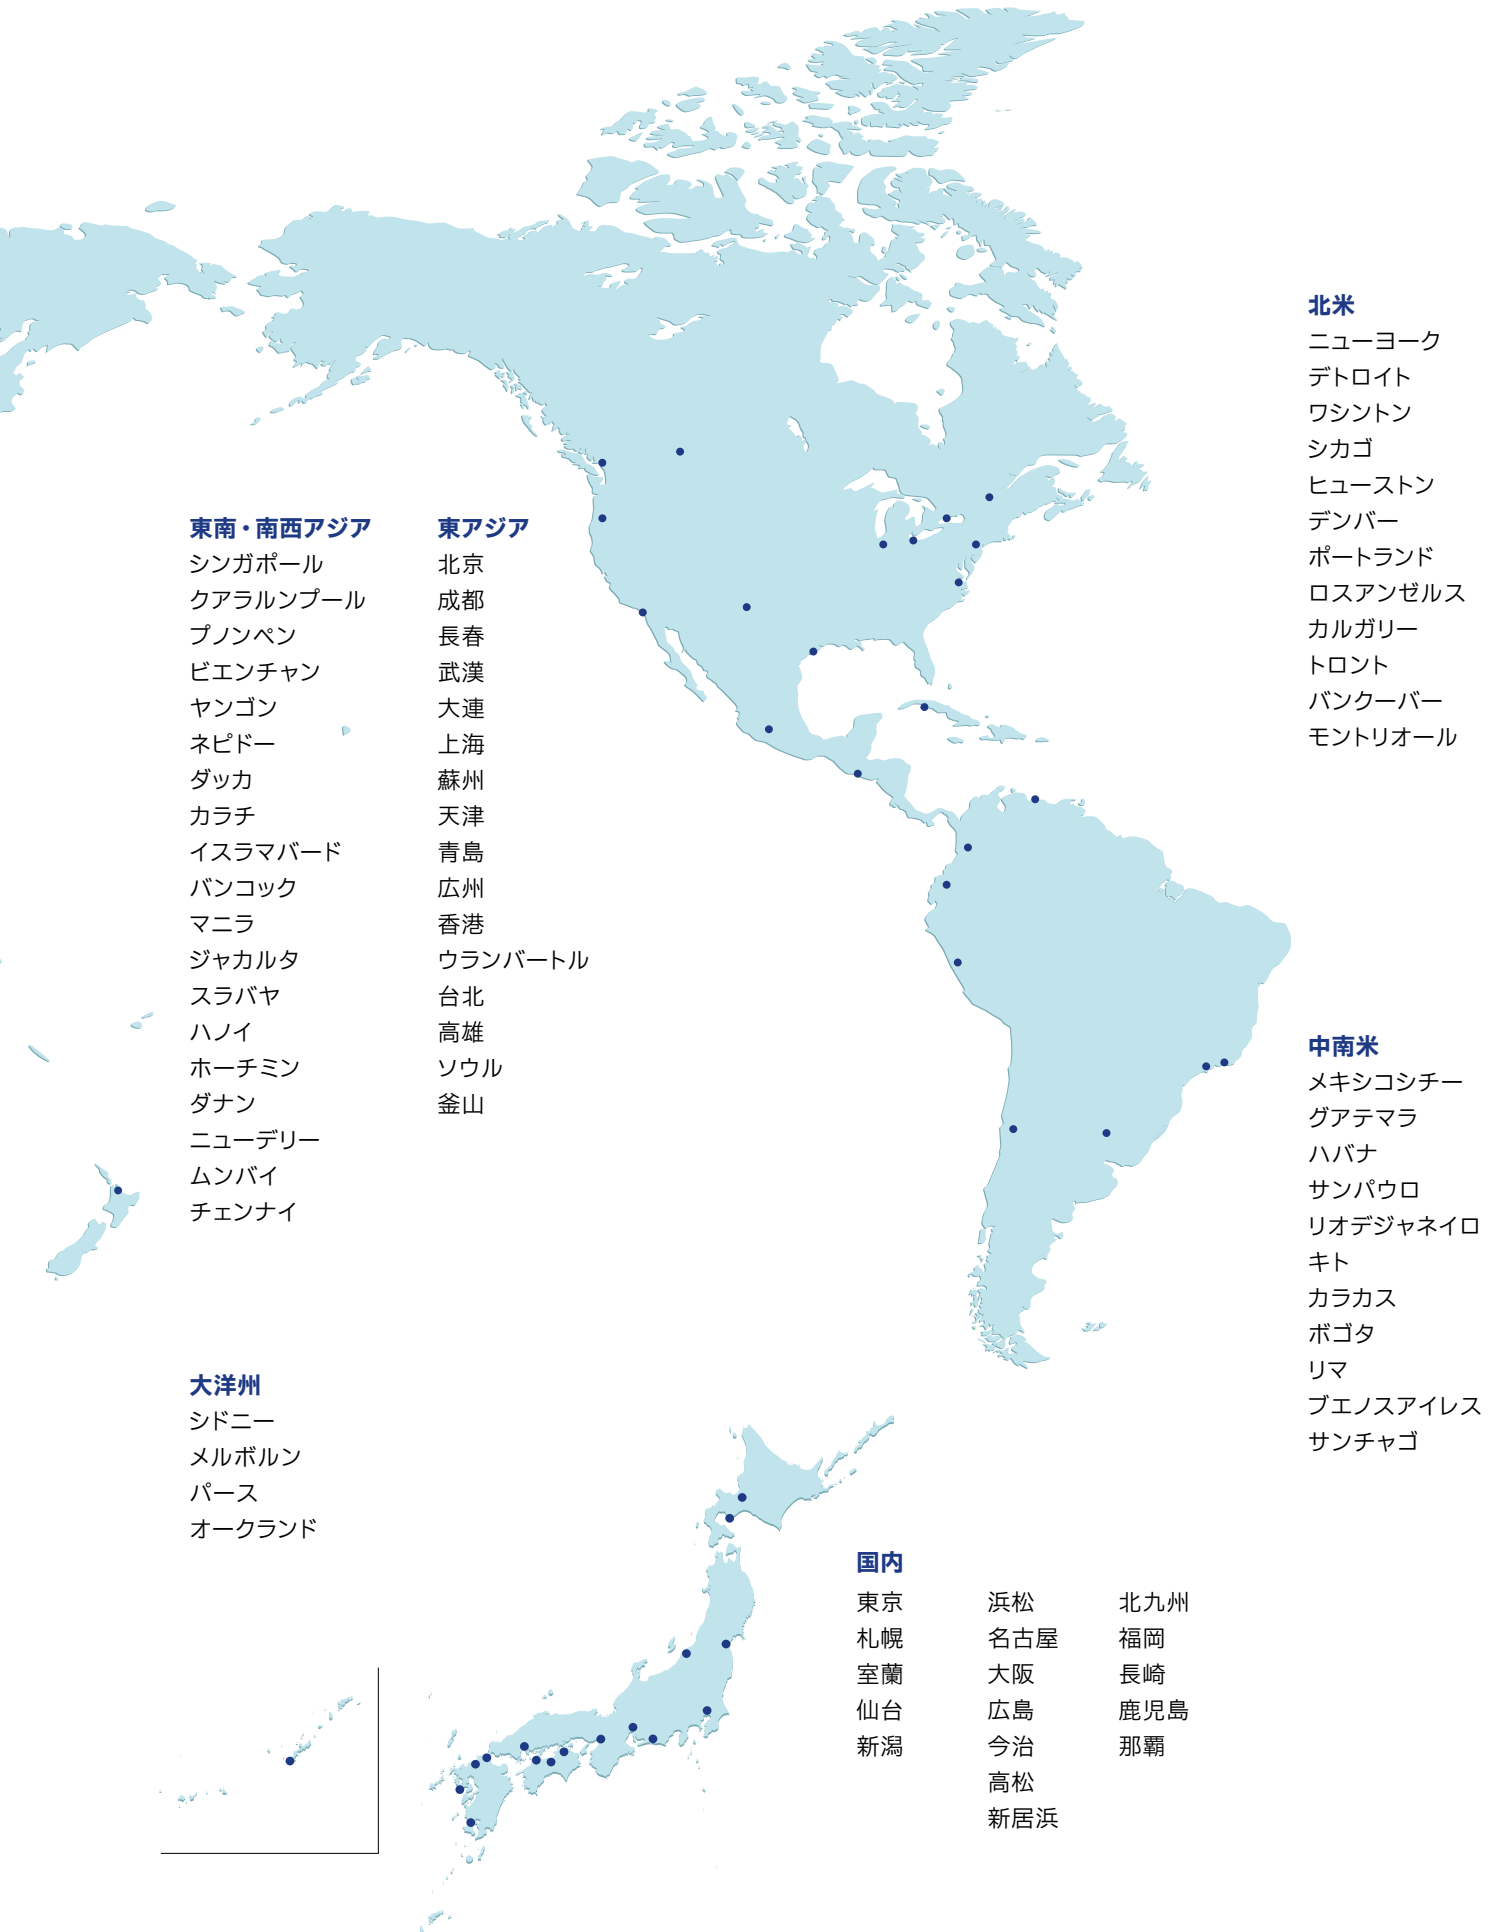 北米
ニューヨーク
デトロイト
ワシントン
シカゴ
ヒューストン
デンバー
ポートランド
ロスアンゼルス
カルガリー
トロント
バンクーバー
モントリオール
東南・南西アジア
シンガポール
クアラルンプール
プノンペン
ビエンチャン
ヤンゴン
ネピドー
ダッカ
カラチ
イスラマバード
バンコック
マニラ
ジャカルタ
スラバヤ
ハノイ
ホーチミン
ダナン
ニューデリー
ムンバイ
チェンナイ
東アジア
北京
成都
長春
武漢
大連
上海
蘇州
天津
青島
広州
香港
ウランバートル
台北
高雄
ソウル
釜山
中南米
メキシコシチー
グアテマラ
ハバナ
サンパウロ
リオデジャネイロ
キト
カラカス
ボゴタ
リマ
ブエノスアイレス
サンチャゴ
大洋州
シドニー
メルボルン
パース
オークランド
国内
東京
札幌
室蘭
仙台
新潟
浜松
名古屋
大阪
広島
今治
高松
新居浜
北九州
福岡
長崎
鹿児島
那覇